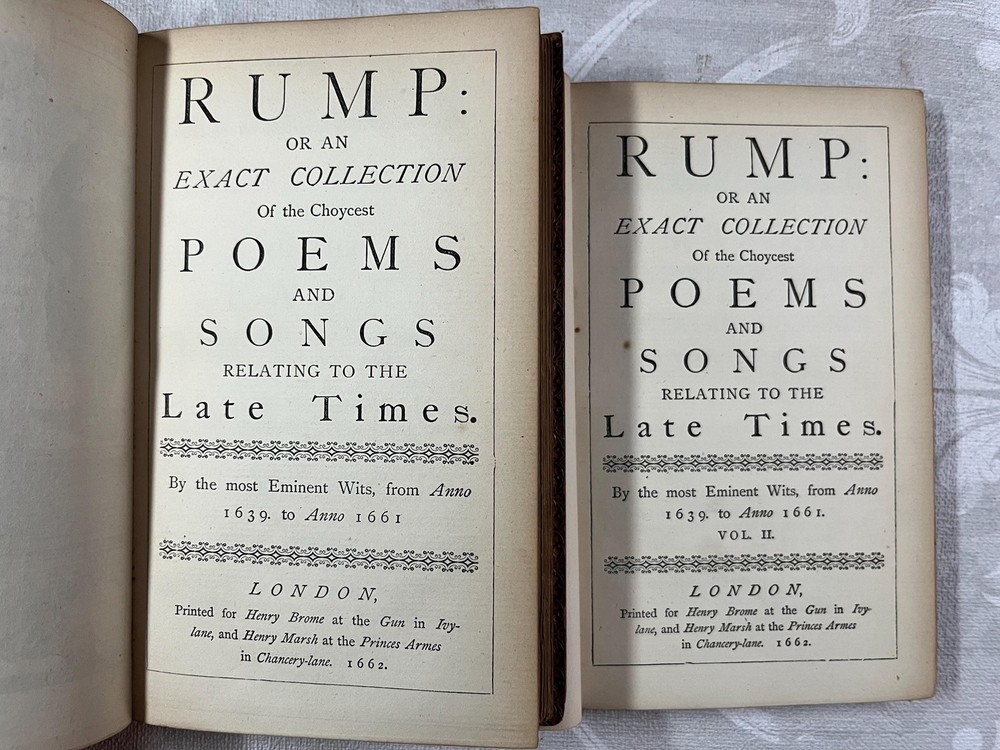 RUMP:
OR AN
EXACT COLLECTION
Of the Choycest
POEMS
AND
SONGS
RELATING TO THE
Late Times.
By the most Eminent Wits, from Anno
1639. to Anno 1661
LONDON,
Printed for Henry Brome at the Gun in Ivy-
lane, and Henry Marsh at the Princes Armes
in Chancery-lane. 1662.
RUMP:
OR AN
EXACT COLLECTION
Of the Choycest
POEMS
AND
SONGS
RELATING TO THE
Late Times.
By the most Eminent Wits, from Anno
1639. to Anno 1661.
VOL. II.
LONDON,
Printed for Henry Brome at the Gun in Ivy-
lane, and Henry Marsh at the Princes Armes
in Chancery-lane. 1662.